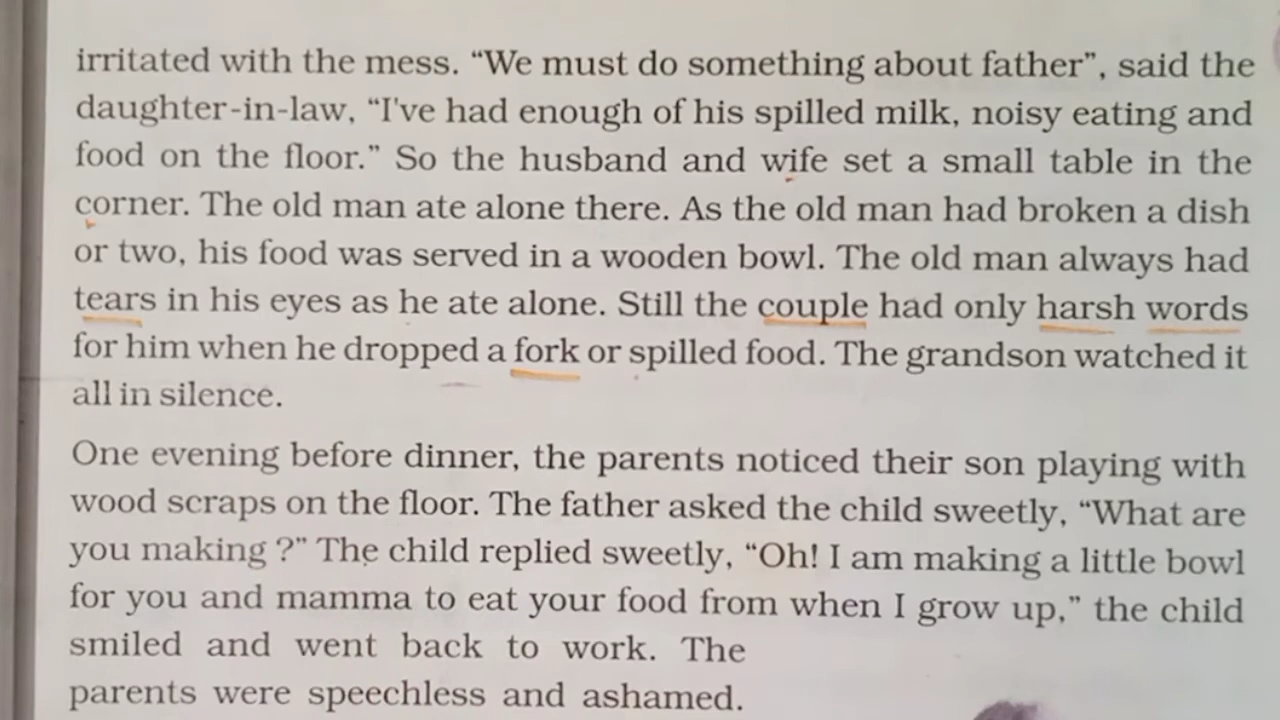 irritated with the mess. “We must do something about father”, said the
daughter-in-law, “I've had enough of his spilled milk, noisy eating and
food on the floor.” So the husband and wife set a small table in the
corner. The old man ate alone there. As the old man had broken a dish
or two, his food was served in a wooden bowl. The old man always had
tears in his eyes as he ate alone. Still the couple had only harsh words
for him when he dropped a fork or spilled food. The grandson watched it
all in silence.
One evening before dinner, the parents noticed their son playing with
wood scraps on the floor. The father asked the child sweetly, “What are
you making ?” The child replied sweetly, “Oh! I am making a little bowl
for you and mamma to eat your food from when I grow up,” the child
smiled and went back to work. The
parents were speechless and ashamed.